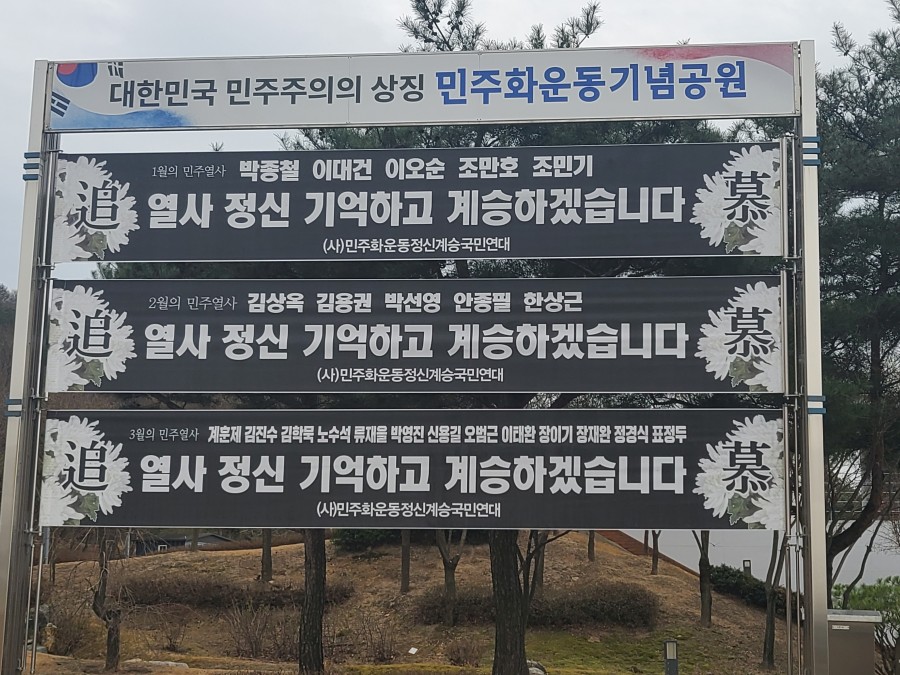 대한민국 민주주의의 상징 민주화운동기념공원
1월의 민주열사 박종철 이대건 이오순 조만호 조민기
追 열사 정신 기억하고 계승하겠습니다 慕
(사)민주화운동정신계승국민연대
2월의 민주열사 김상옥 김용권 박선영 안종필 한상근
追 열사 정신 기억하고 계승하겠습니다 慕
(사)민주화운동정신계승국민연대
3월의 민주열사 계훈제 김진수 김학묵 노수석 류재을 박영진 신용길 오범근 이태환 장이기 장재완 정경식 표정두
追 열사 정신 기억하고 계승하겠습니다 慕
(사)민주화운동정신계승국민연대